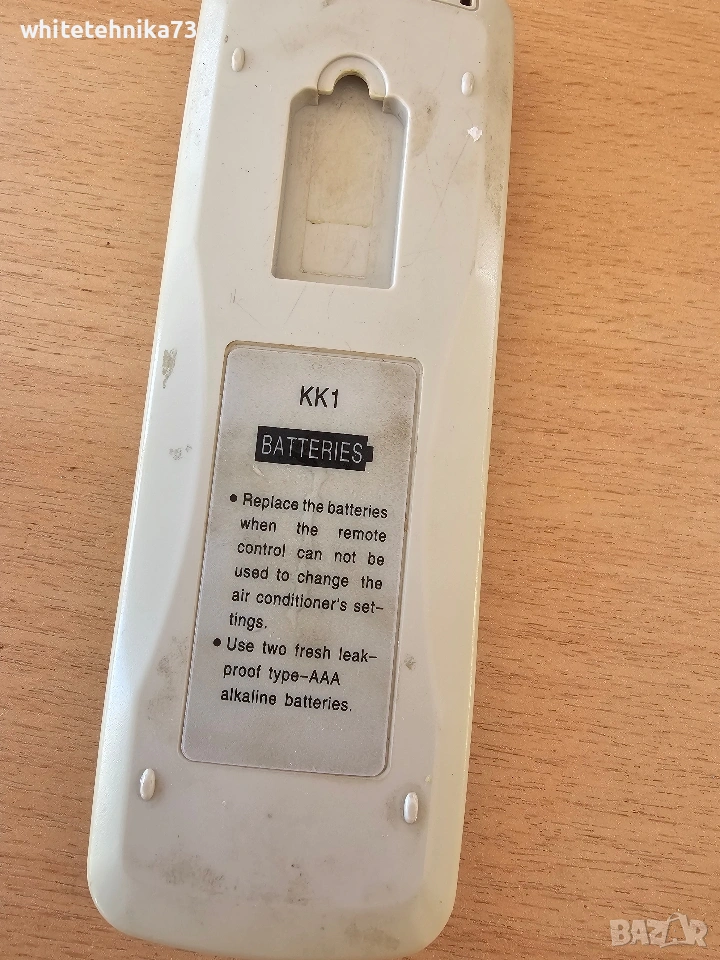 whitetehnika73
KK1
BATTERIES
• Replace the batteries
when the remote
control can not be
used to change the
air conditioner's set-
tings.
• Use two fresh leak-
proof type-AAA
alkaline batteries.
BAZAR